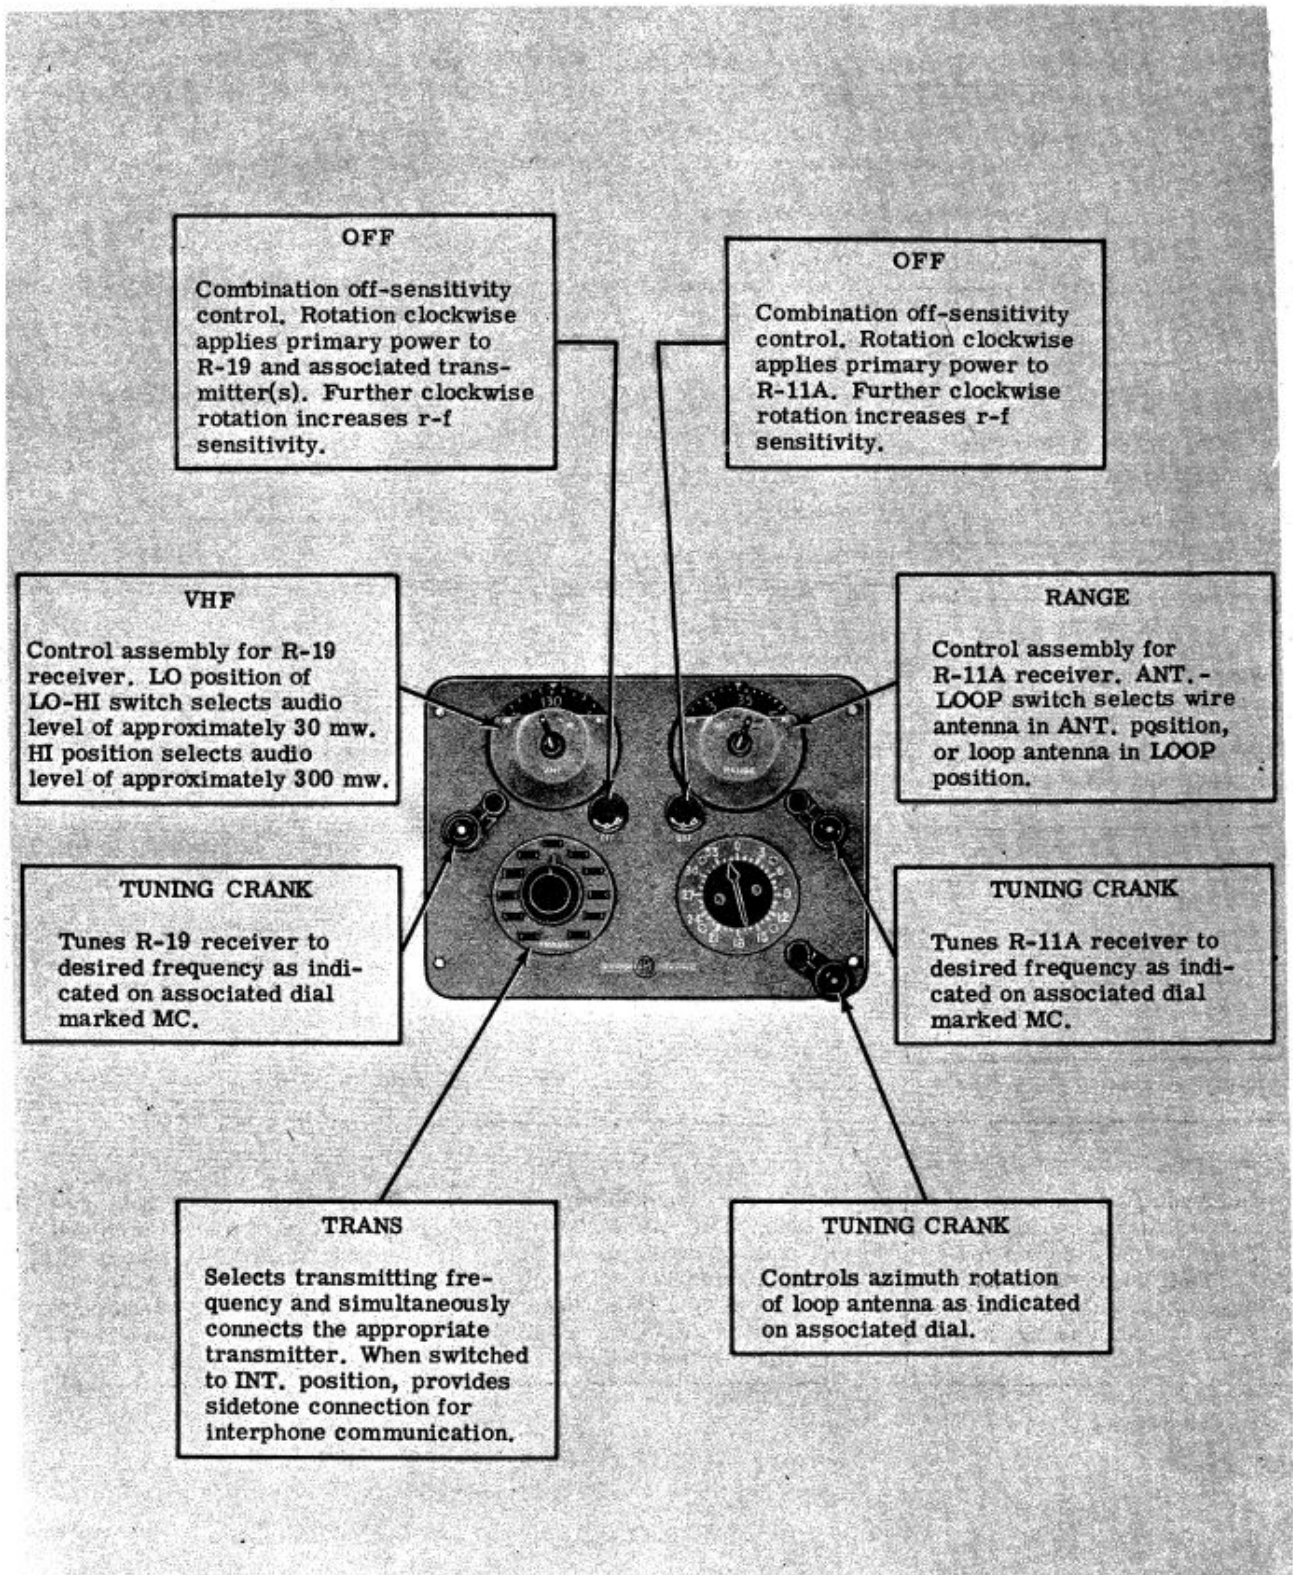 OFF
Combination off-sensitivity
control. Rotation clockwise
applies primary power to
R-19 and associated trans-
mitter(s). Further clockwise
rotation increases r-f
sensitivity.
OFF
Combination off-sensitivity
control. Rotation clockwise
applies primary power to
R-11A. Further clockwise
rotation increases r-f
sensitivity.
VHF
Control assembly for R-19
receiver. LO position of
LO-HI switch selects audio
level of approximately 30 mw.
HI position selects audio
level of approximately 300 mw.
RANGE
Control assembly for
R-11A receiver. ANT.-
LOOP switch selects wire
antenna in ANT. position,
or loop antenna in LOOP
position.
130
RANGE
TUNING CRANK
Tunes R-19 receiver to
desired frequency as indi-
cated on associated dial
marked MC.
TUNING CRANK
Tunes R-11A receiver to
desired frequency as indi-
cated on associated dial
marked MC.
TRANS
Selects transmitting fre-
quency and simultaneously
connects the appropriate
transmitter. When switched
to INT. position, provides
sidetone connection for
interphone communication.
TUNING CRANK
Controls azimuth rotation
of loop antenna as indicated
on associated dial.